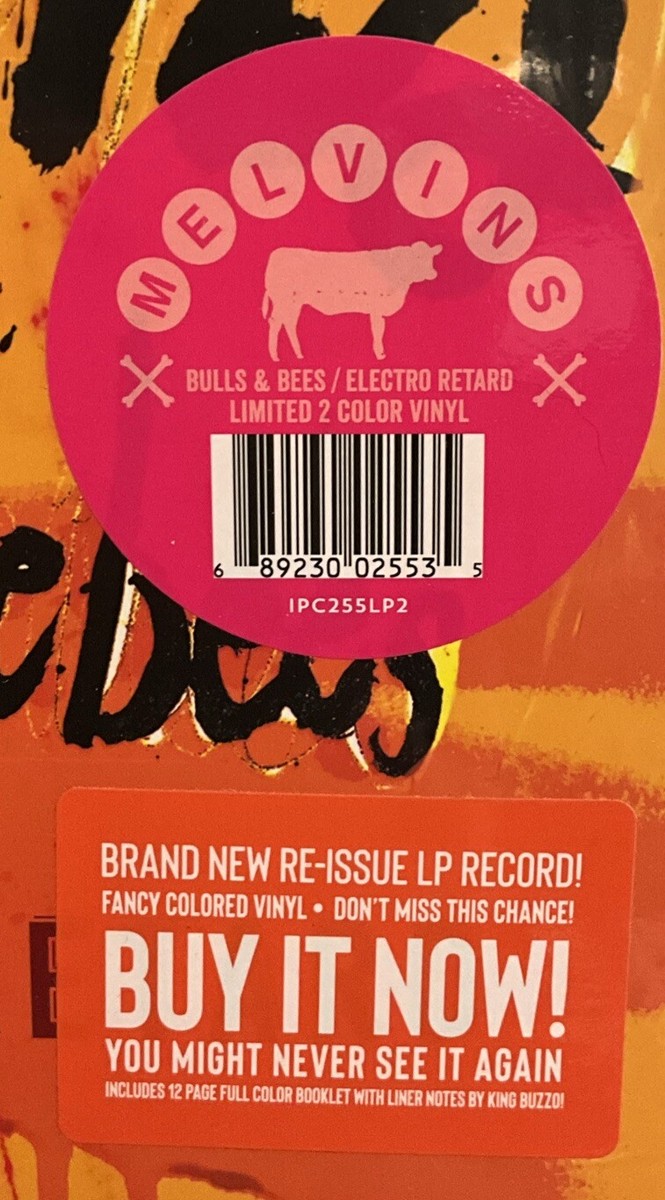 MELVINS
BULLS & BEES / ELECTRO RETARD
LIMITED 2 COLOR VINYL
6 89230 02553 5
IPC255LP2
BRAND NEW RE-ISSUE LP RECORD!
FANCY COLORED VINYL • DON'T MISS THIS CHANCE!
BUY IT NOW!
YOU MIGHT NEVER SEE IT AGAIN
INCLUDES 12 PAGE FULL COLOR BOOKLET WITH LINER NOTES BY KING BUZZO!